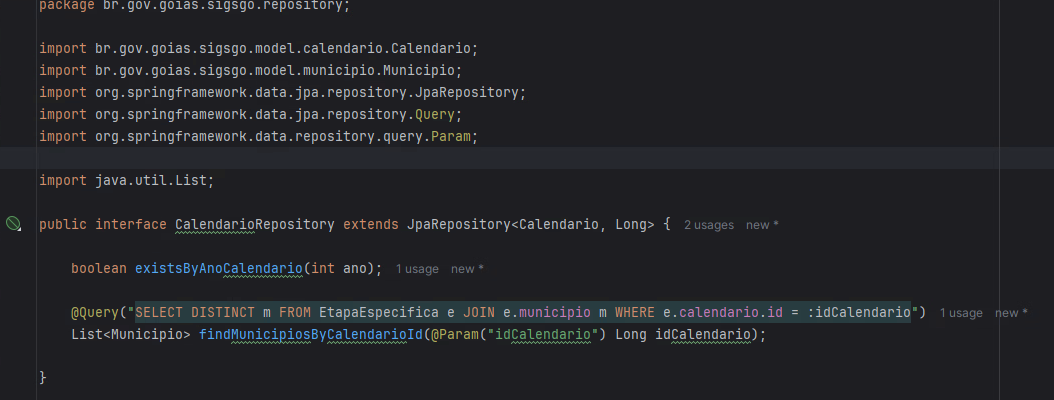 package br.gov.goias.sigsgo.repository;
import br.gov.goias.sigsgo.model.calendario.Calendario;
import br.gov.goias.sigsgo.model.municipio.Municipio;
import org.springframework.data.jpa.repository.JpaRepository;
import org.springframework.data.jpa.repository.Query;
import org.springframework.data.repository.query.Param;
import java.util.List;
public interface CalendarioRepository extends JpaRepository<Calendario, Long> { 2 usages new *
boolean existsByAnoCalendario(int ano); 1 usage new *
@Query("SELECT DISTINCT m FROM EtapaEspecifica e JOIN e.municipio m WHERE e.calendario.id = :idCalendario") 1 usage new *
List<Municipio> findMunicipiosByCalendarioId(@Param("idCalendario") Long idCalendario);
}